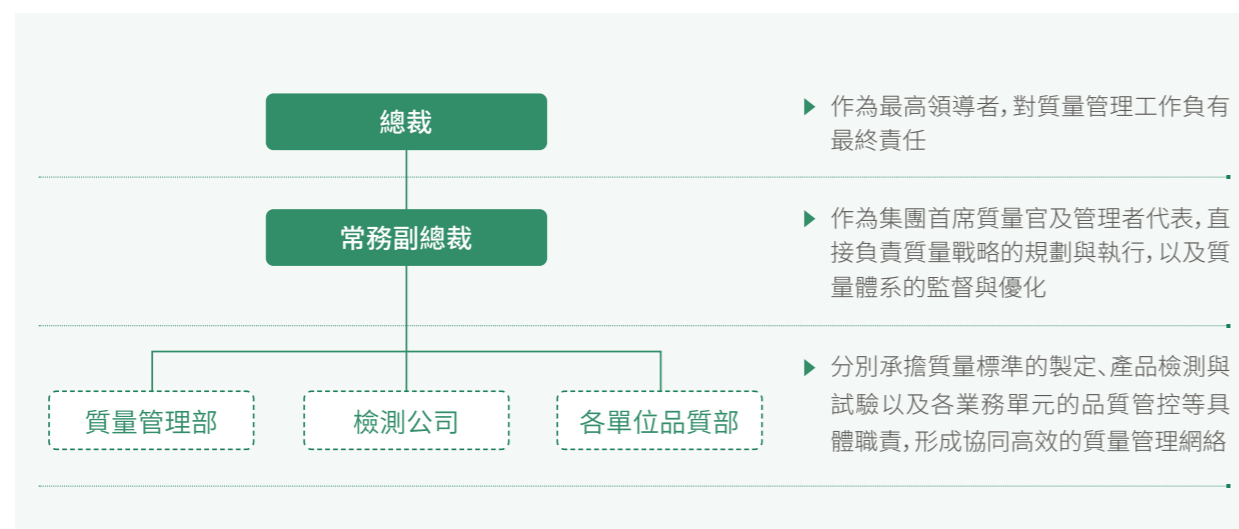 總裁
作為最高領導者，對質量管理工作負有
最終責任
常務副總裁
作為集團首席質量官及管理者代表，直
接負責質量戰略的規劃與執行，以及質
量體系的監督與優化
質量管理部
檢測公司
各單位品質部
分別承擔質量標準的製定、產品檢測與
試驗以及各業務單元的品質管控等具
體職責，形成協同高效的質量管理網絡